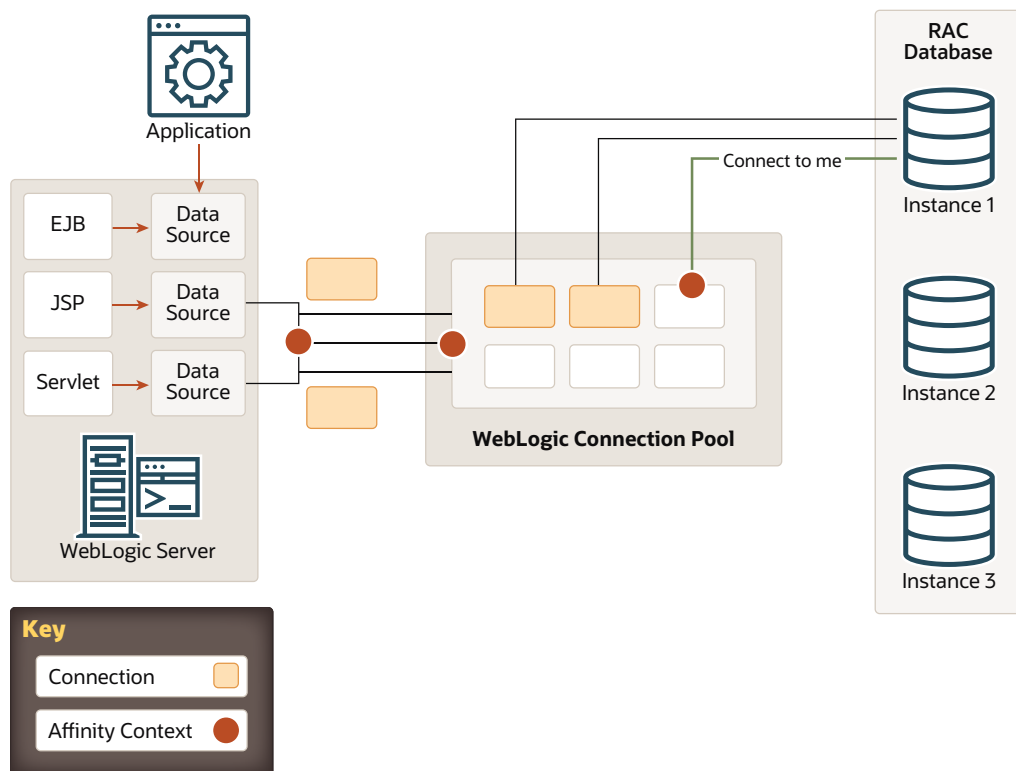 Application
EJB
Data
Source
JSP
Data
Source
Servlet
Data
Source
WebLogic Server
WebLogic Connection Pool
Connect to me
RAC
Database
Instance 1
Instance 2
Instance 3
Key
Connection
Affinity Context